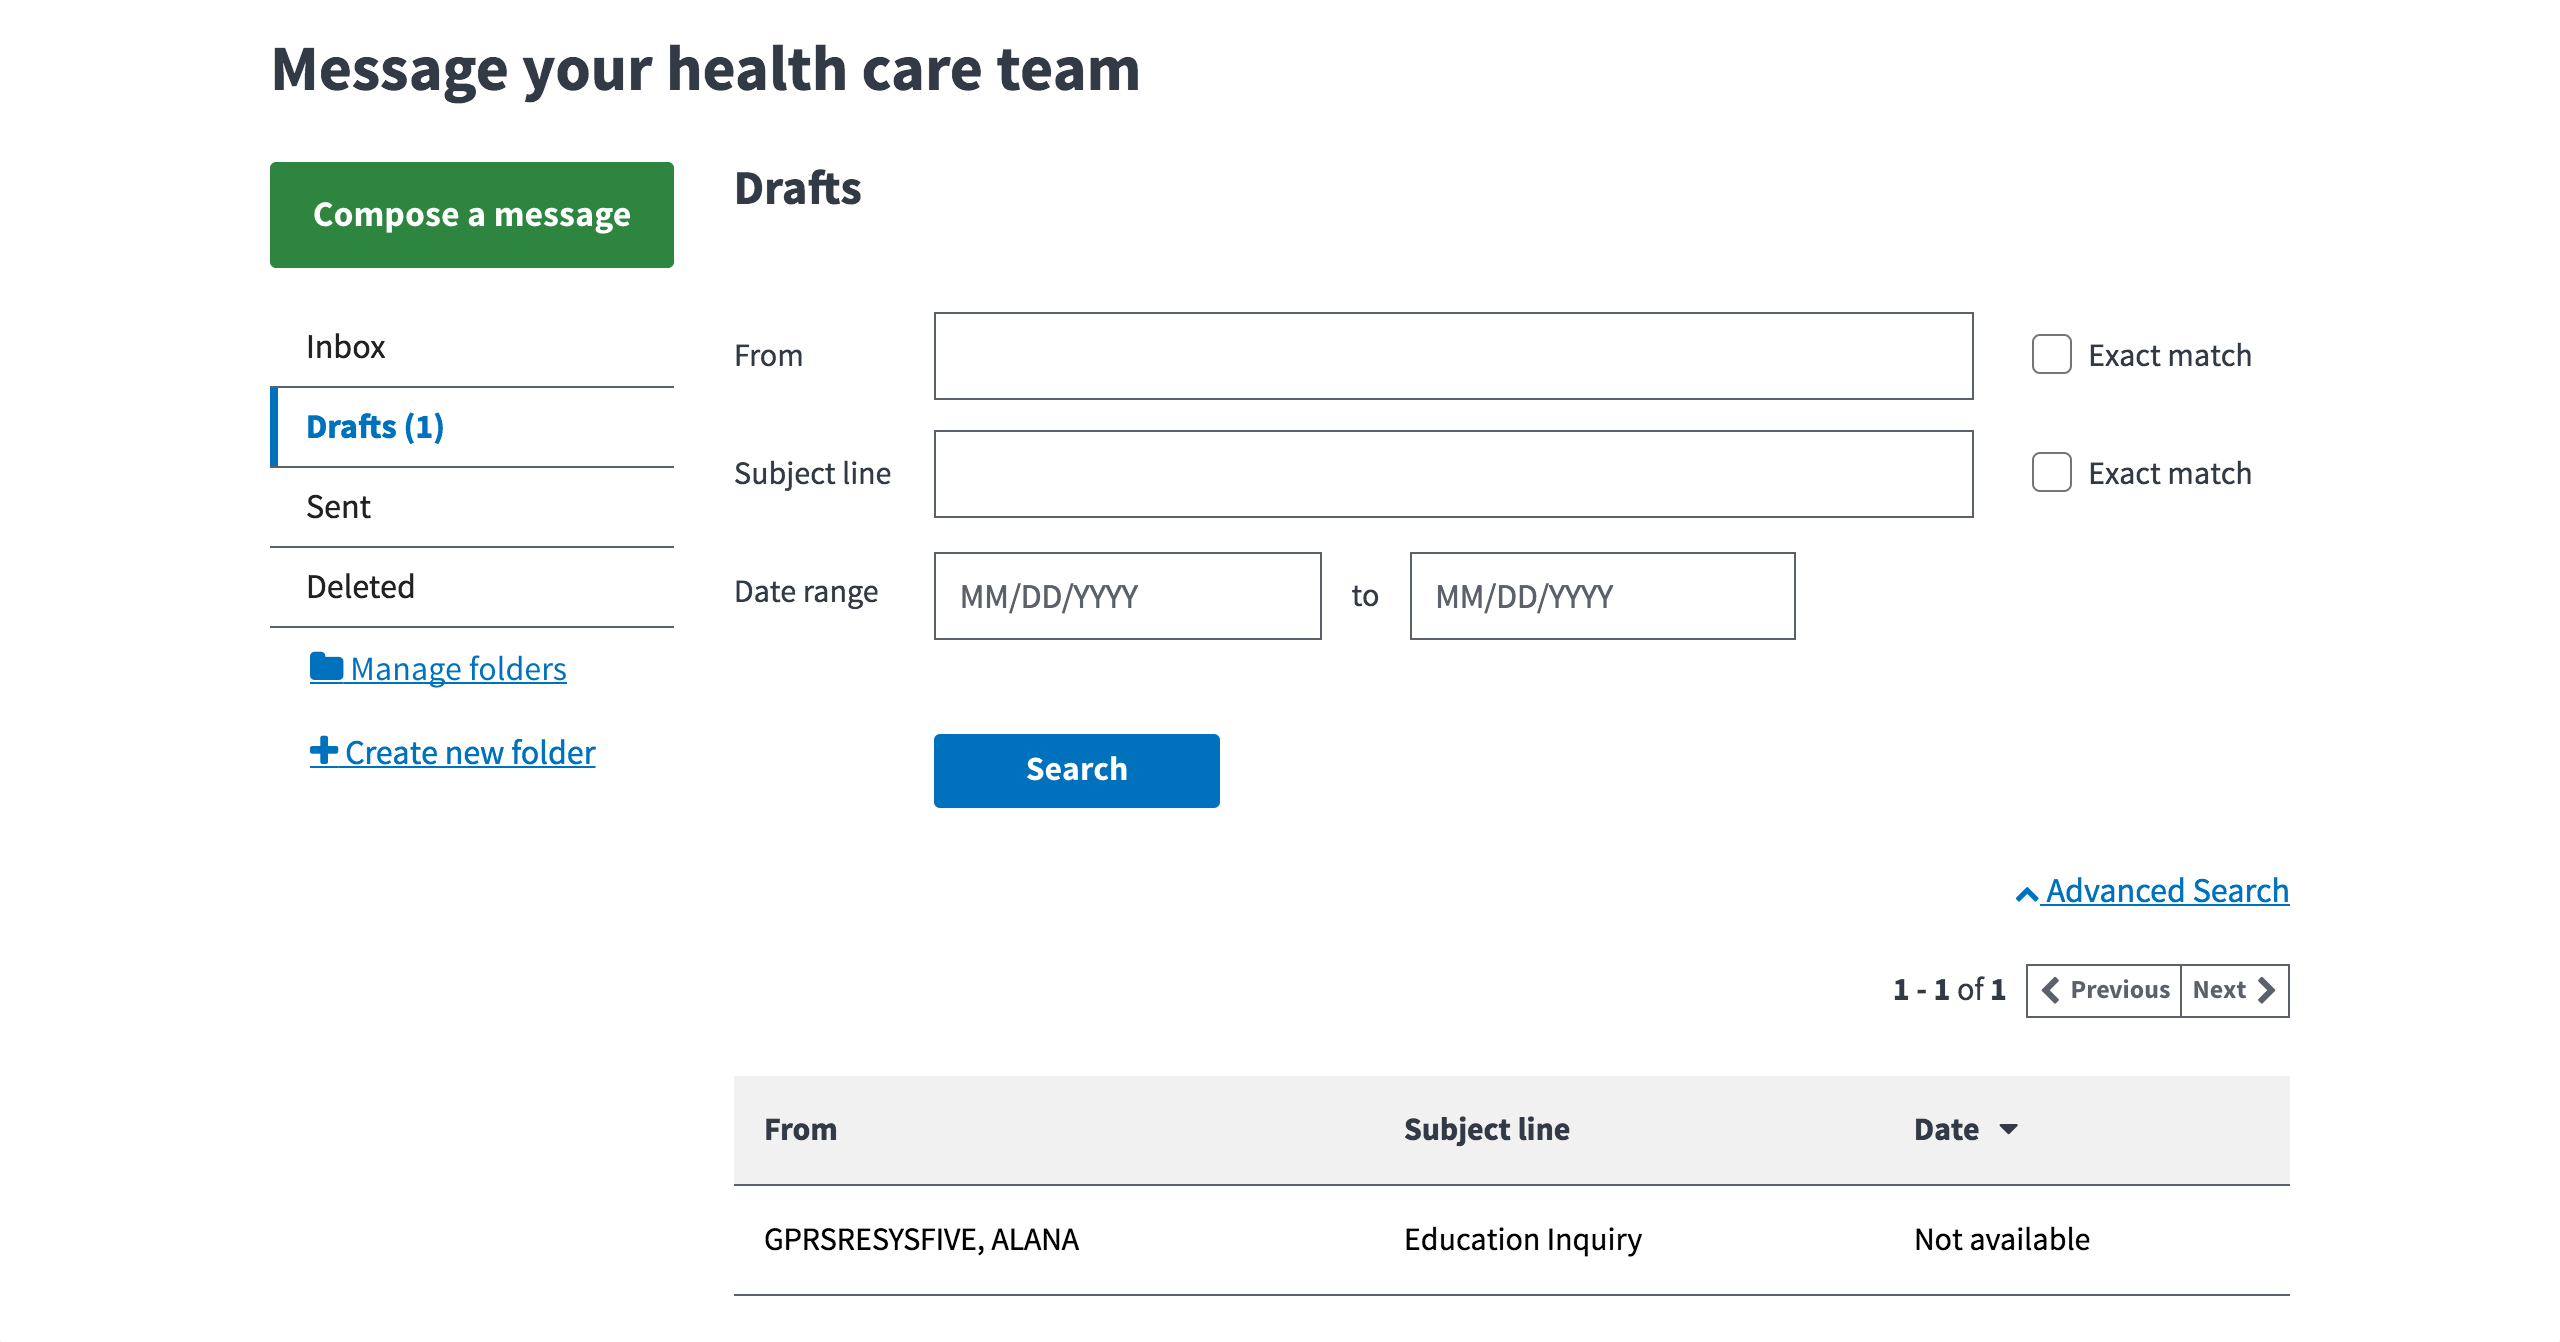 Message your health care team
Compose a message
Inbox
Drafts (1)
Sent
Deleted
Manage folders
Create new folder
Drafts
From
Exact match
Subject line
Exact match
Date range
MM/DD/YYYY to MM/DD/YYYY
Search
Advanced Search
1 - 1 of 1 Previous Next
From Subject line Date
GPRSRESYSFIVE, ALANA Education Inquiry Not available